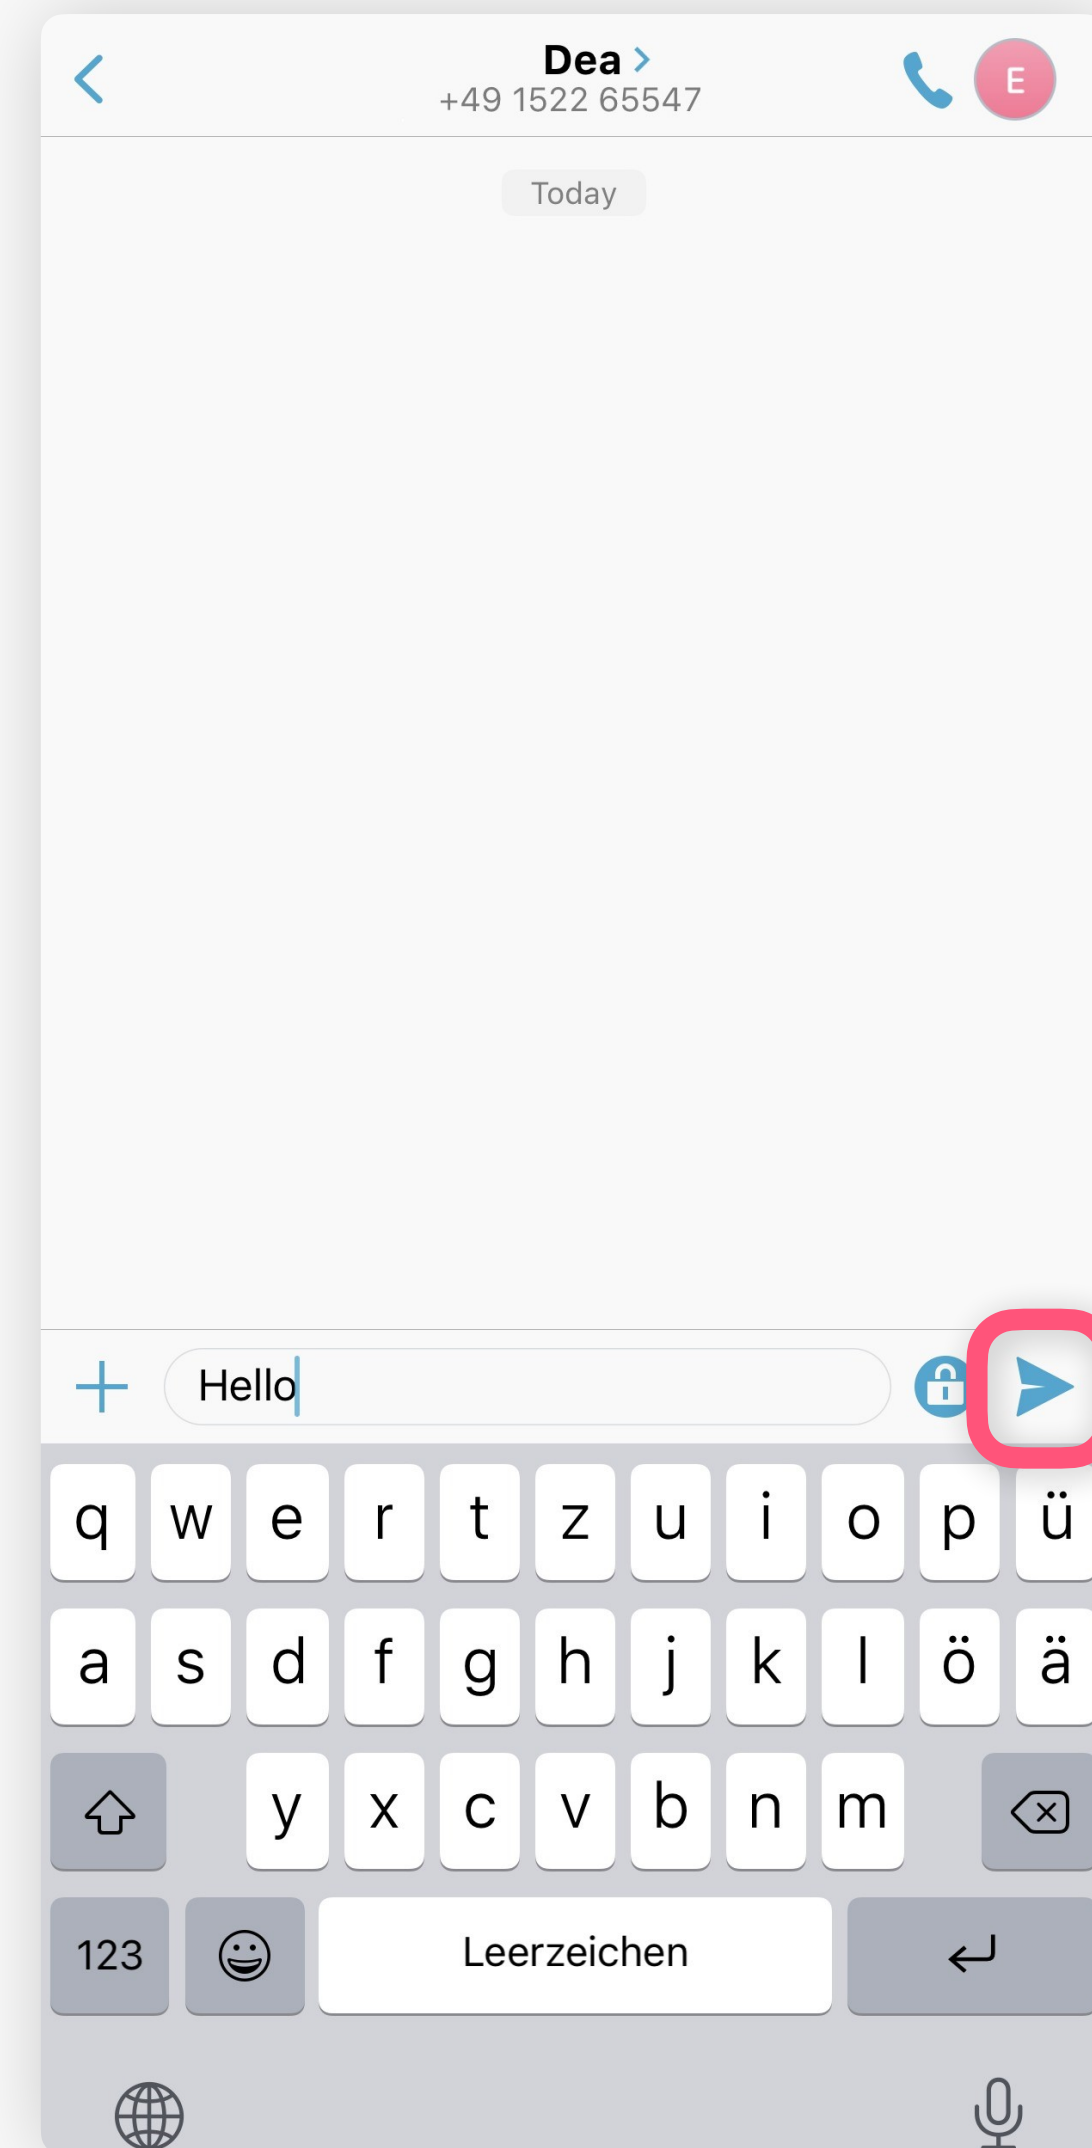 Dea
+49 1522 65547
E
Today
Hello
q w e r t z u i o p ü
a s d f g h j k l ö ä
y x c v b n m
123 Leerzeichen